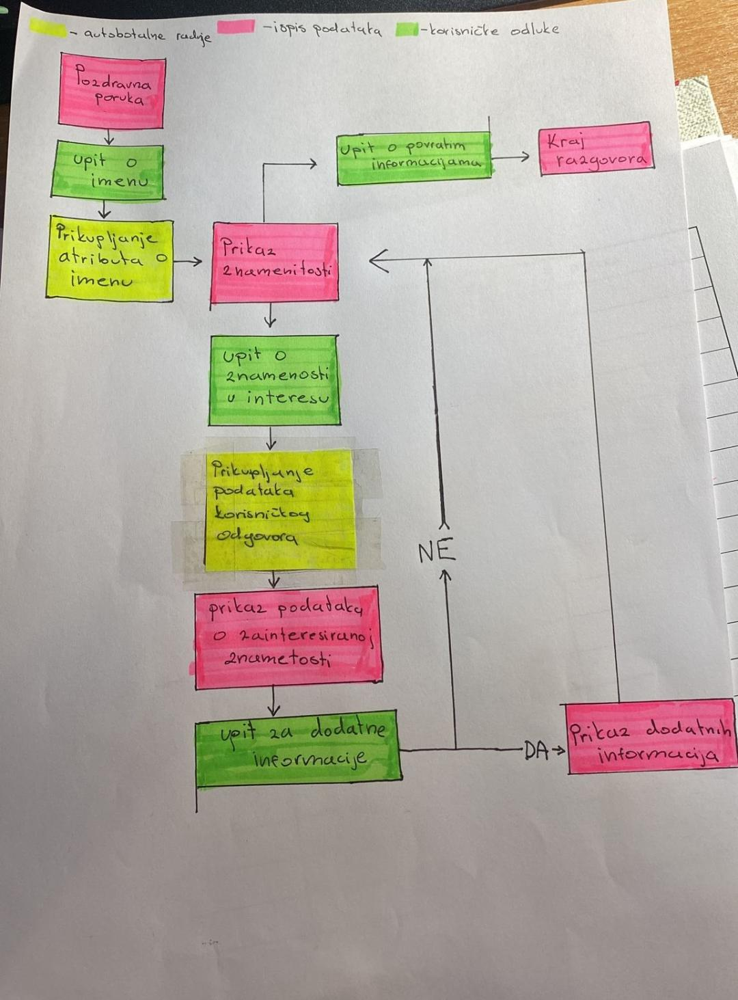 - autobotalne radnje
-ispis podataka
-korisničke odluke
Pozdravna
poruka
upit o
imenu
Prikupljanje
atributa o
imenu
Prikaz
znamenitosti
upit o povratim
informacijama
Kraj
razgovora
upit o
znamenosti
u interesu
Prikupljanje
podataka
korisničkog
odgovora
prikaz podataka
o zainteresiranoj
znametosti
upit za dodatne
informacije
NE
DA
Prikaz dodatnih
informacija